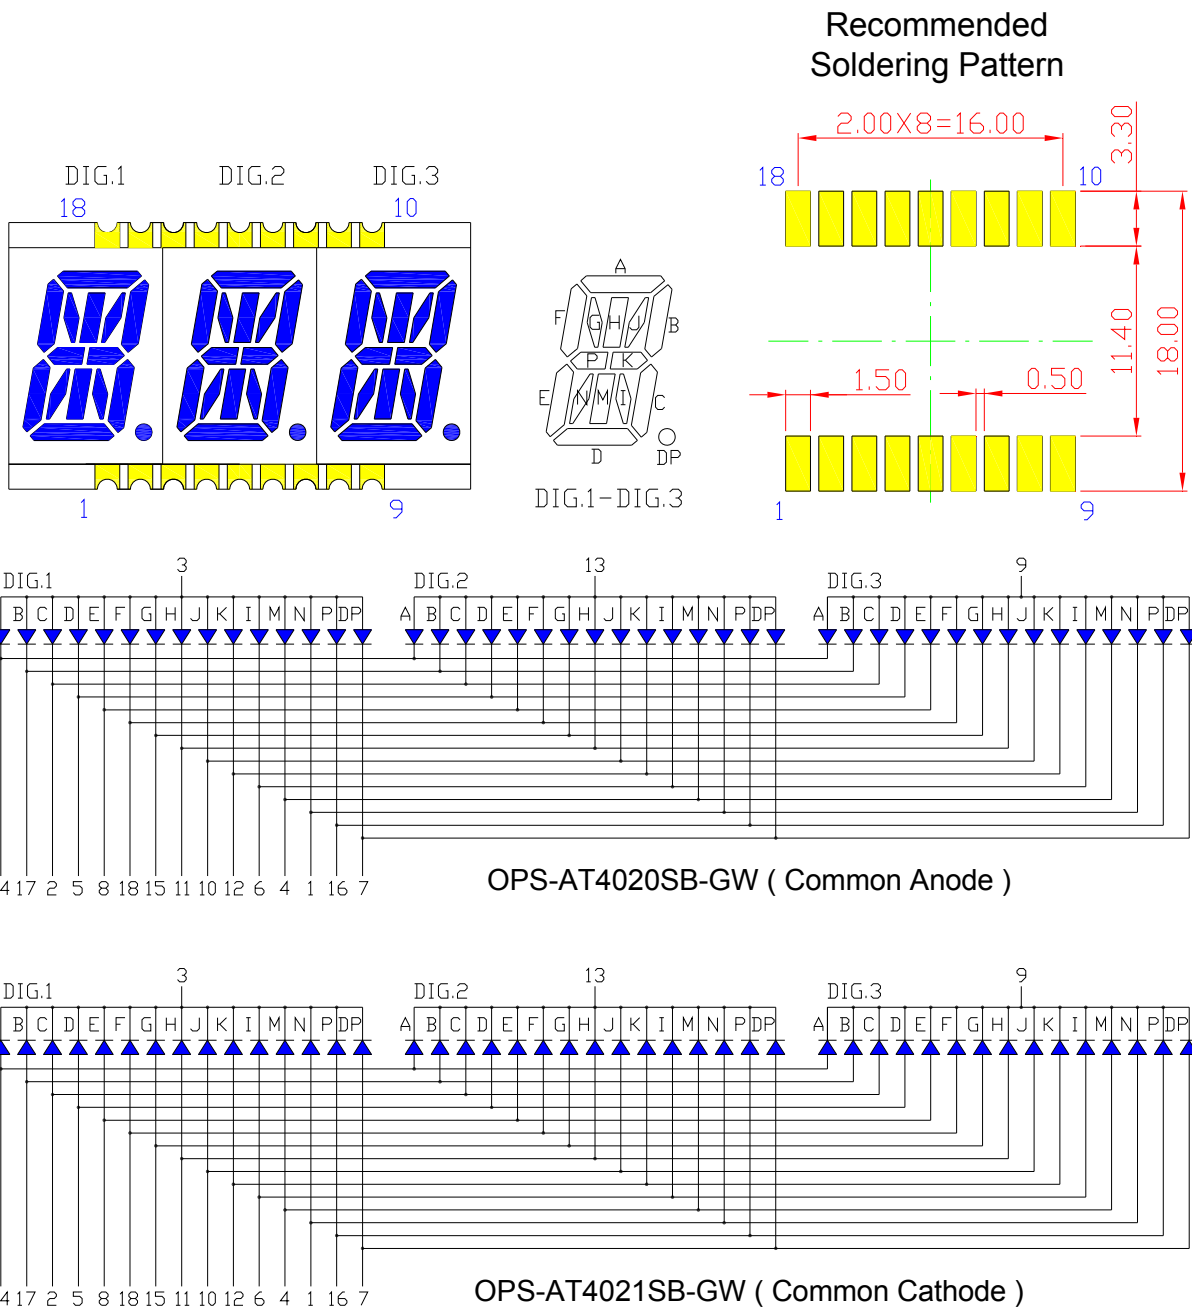 Recommended
Soldering Pattern
2.00X8=16.00
3.30
DIG.1 DIG.2 DIG.3
18 10
18 10
A
F G H J B
P K
E N M I C
D DP
DIG.1-DIG.3
11.40
18.00
1.50 0.50
1 9
1 9
3 13 9
DIG.1 DIG.2 DIG.3
B C D E F G H J K I M N P DP A B C D E F G H J K I M N P DP A B C D E F G H J K I M N P DP
4 17 2 5 8 18 15 11 10 12 6 4 1 16 7
OPS-AT4020SB-GW ( Common Anode )
3 13 9
DIG.1 DIG.2 DIG.3
B C D E F G H J K I M N P DP A B C D E F G H J K I M N P DP A B C D E F G H J K I M N P DP
4 17 2 5 8 18 15 11 10 12 6 4 1 16 7
OPS-AT4021SB-GW ( Common Cathode )